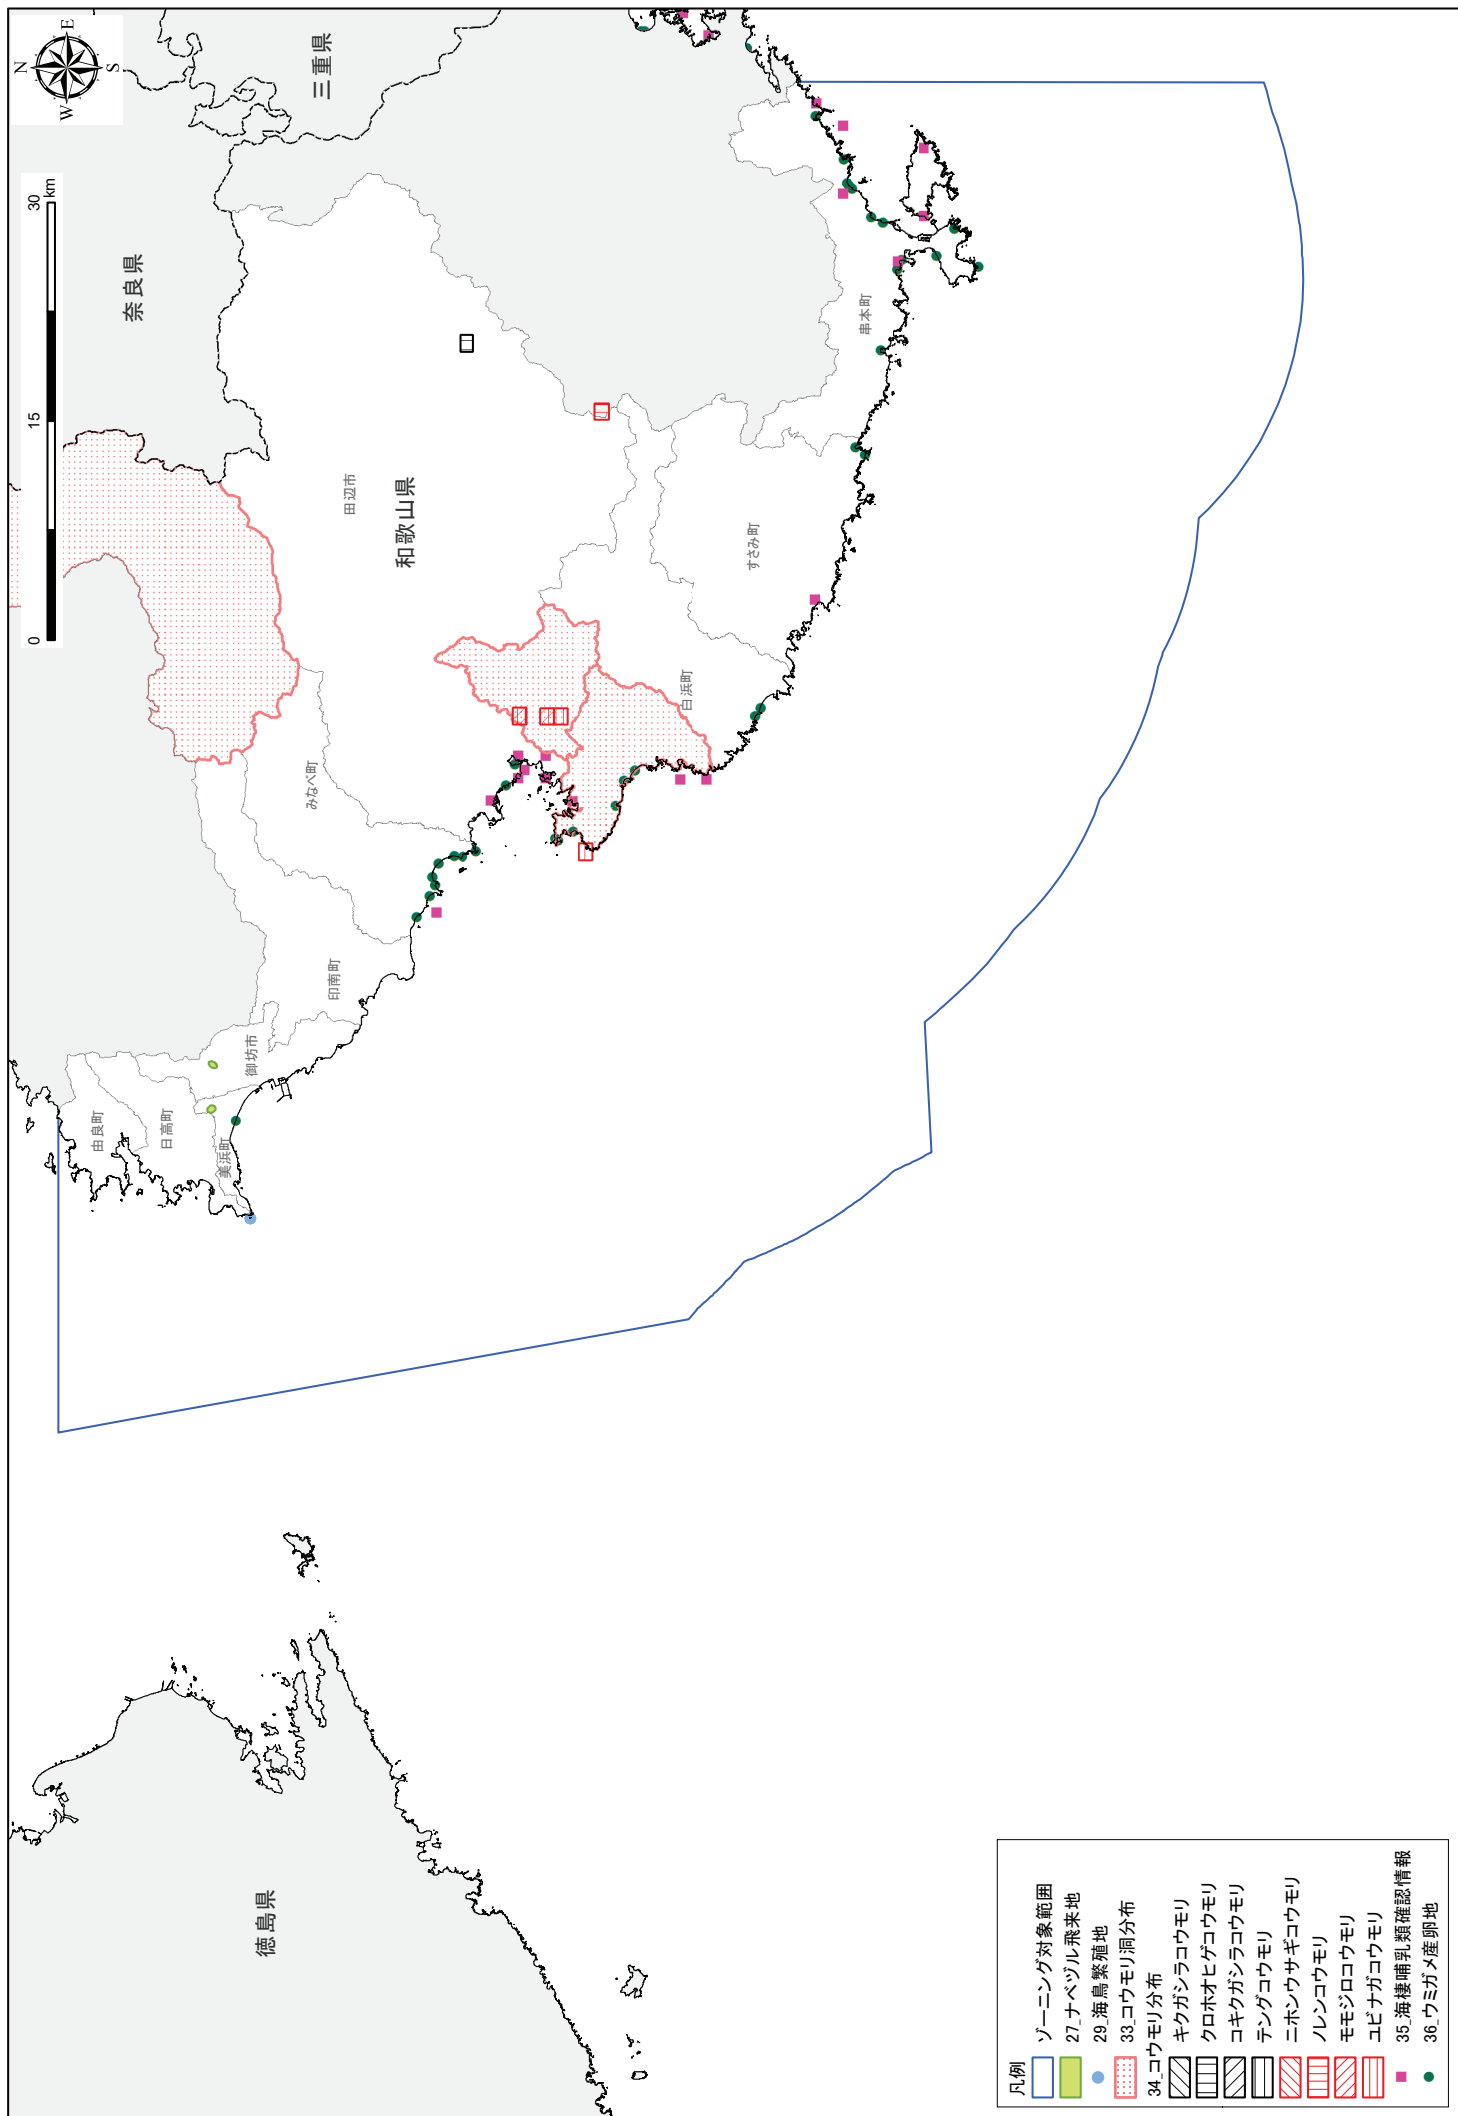 N
E
S
W
0
15
30
km
三重県
奈良県
和歌山県
徳島県
田辺市
みなべ町
印南町
御坊市
美浜町
日高町
由良町
白浜町
すさみ町
串本町
凡例
ゾーニング対象範囲
27_ナベヅル飛来地
29_海鳥繁殖地
33_コウモリ洞分布
34_コウモリ分布
キクガシラコウモリ
クロホオヒゲコウモリ
コキクガシラコウモリ
テングコウモリ
ニホンウサギコウモリ
ノレンコウモリ
モモジロコウモリ
ユビナガコウモリ
35_海棲哺乳類確認情報
36_ウミガメ産卵地